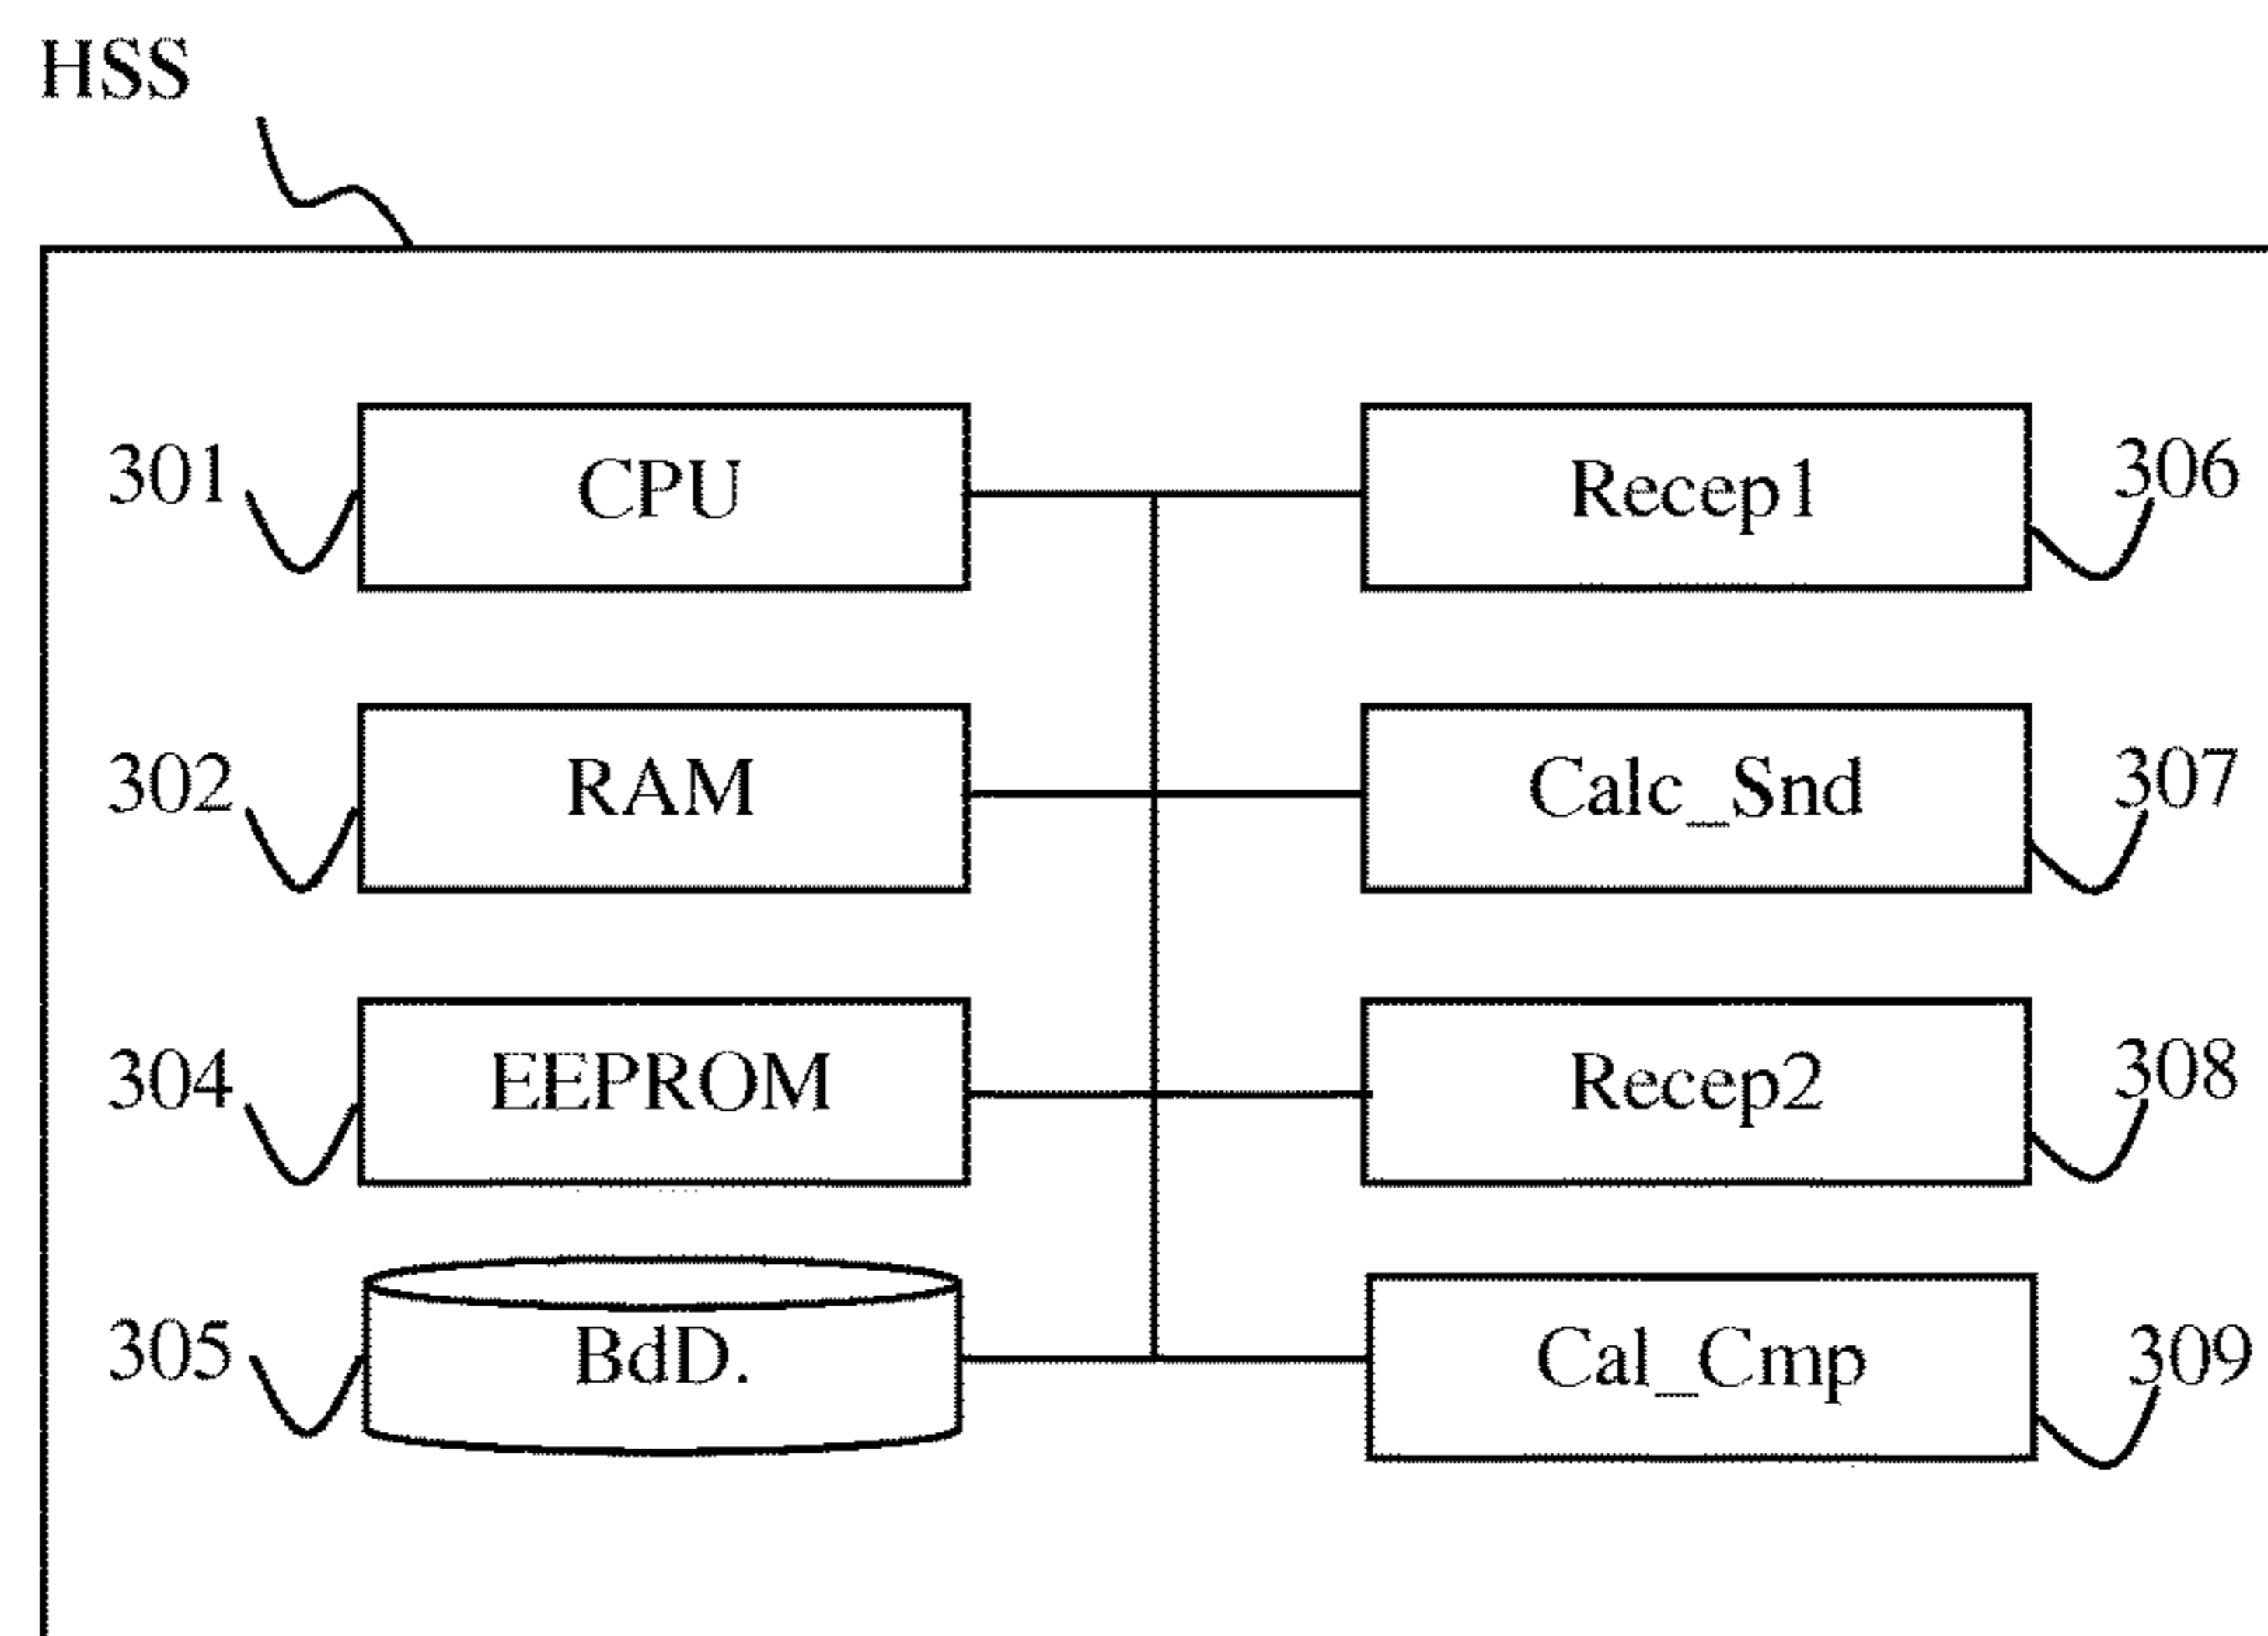 HSS
301 CPU Recep1 306
302 RAM Calc_Snd 307
304 EEPROM Recep2 308
305 BdD. Cal_Cmp 309